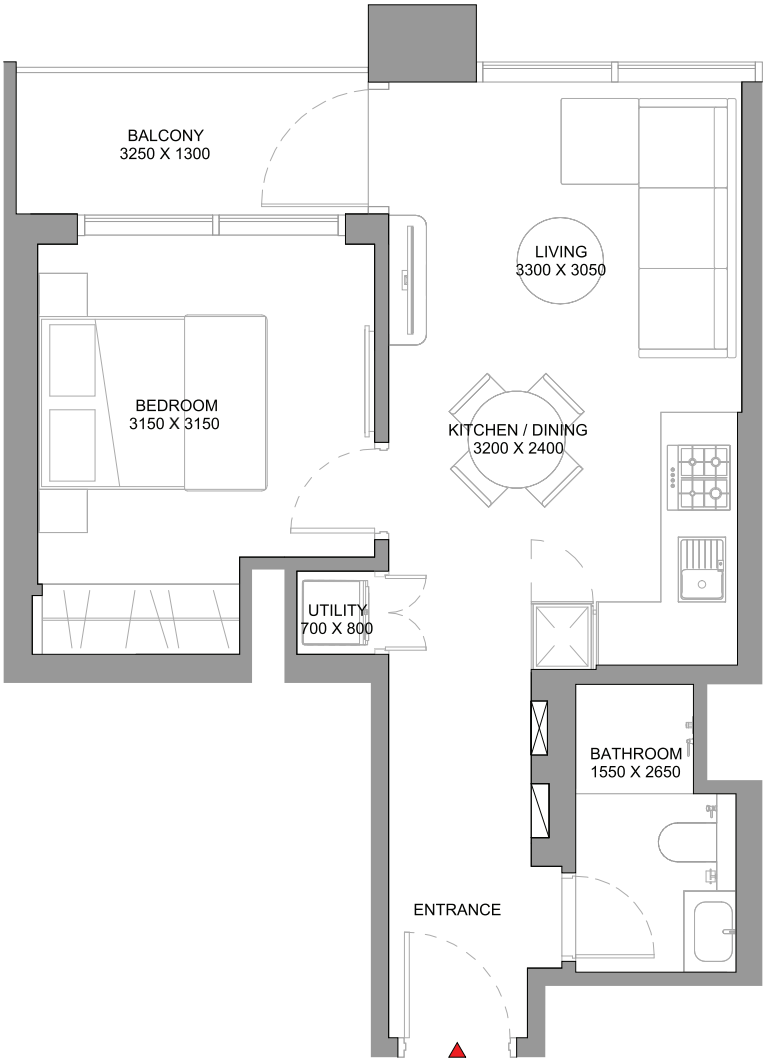 BALCONY
3250 X 1300
LIVING
3300 X 3050
BEDROOM
3150 X 3150
KITCHEN / DINING
3200 X 2400
UTILITY
700 X 800
BATHROOM
1550 X 2650
ENTRANCE